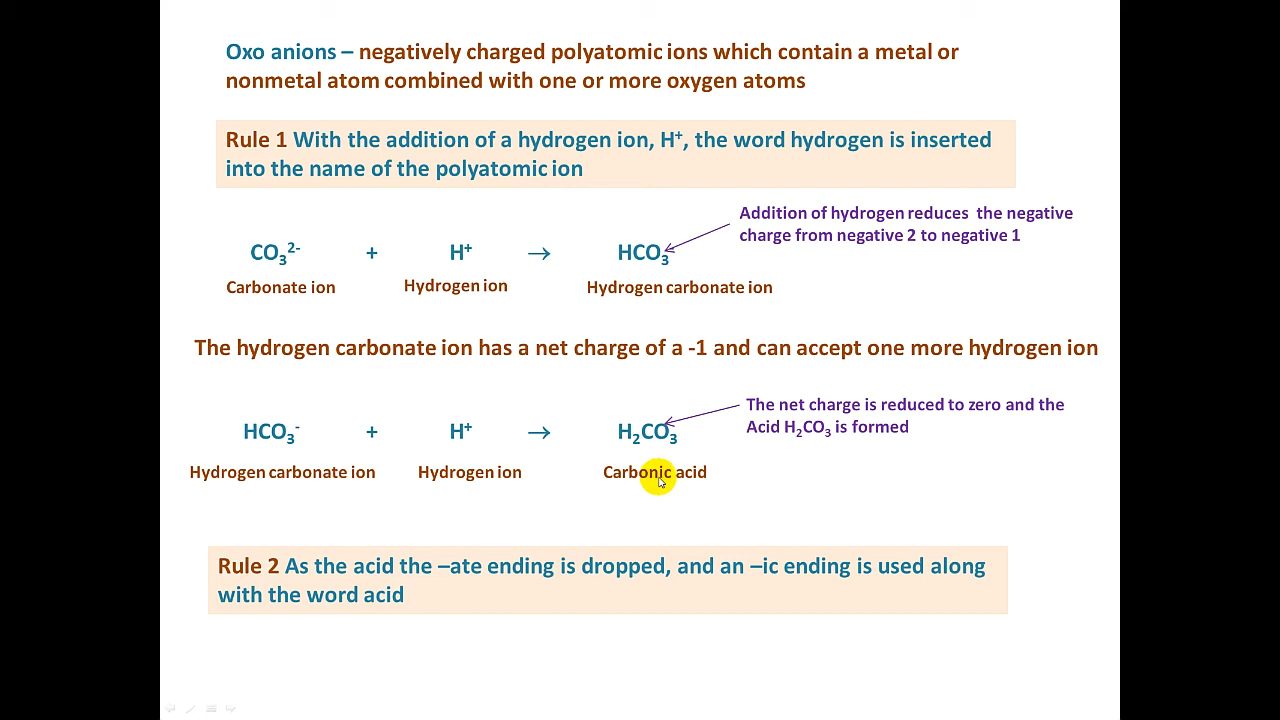 Oxo anions – negatively charged polyatomic ions which contain a metal or
nonmetal atom combined with one or more oxygen atoms
Rule 1 With the addition of a hydrogen ion, H⁺, the word hydrogen is inserted
into the name of the polyatomic ion
Addition of hydrogen reduces the negative
charge from negative 2 to negative 1
CO₃²⁻ + H⁺ → HCO₃⁻
Carbonate ion Hydrogen ion Hydrogen carbonate ion
The hydrogen carbonate ion has a net charge of a -1 and can accept one more hydrogen ion
The net charge is reduced to zero and the
Acid H₂CO₃ is formed
HCO₃⁻ + H⁺ → H₂CO₃
Hydrogen carbonate ion Hydrogen ion Carbonic acid
Rule 2 As the acid the –ate ending is dropped, and an –ic ending is used along
with the word acid